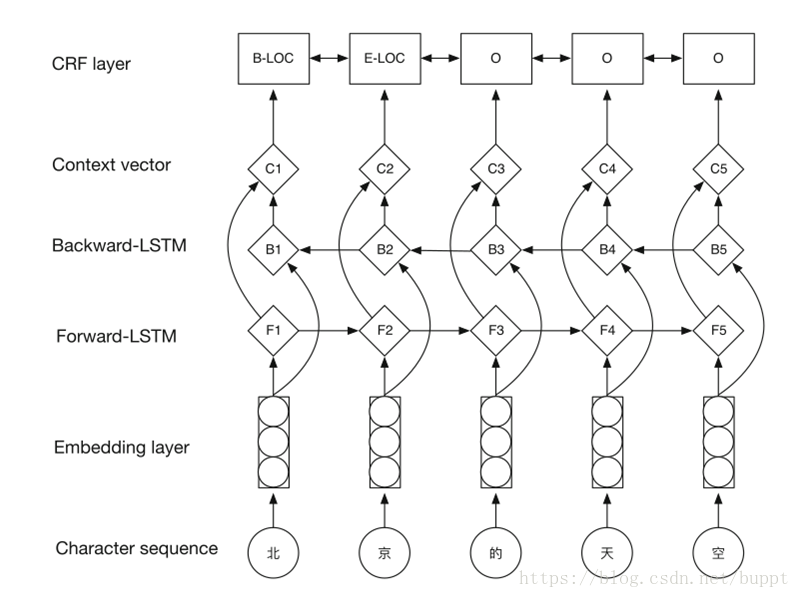 CRF layer B-LOC E-LOC O O O
Context vector C1 C2 C3 C4 C5
Backward-LSTM B1 B2 B3 B4 B5
Forward-LSTM F1 F2 F3 F4 F5
Embedding layer
Character sequence 北 京 的 天 空
https://blog.csdn.net/buppt